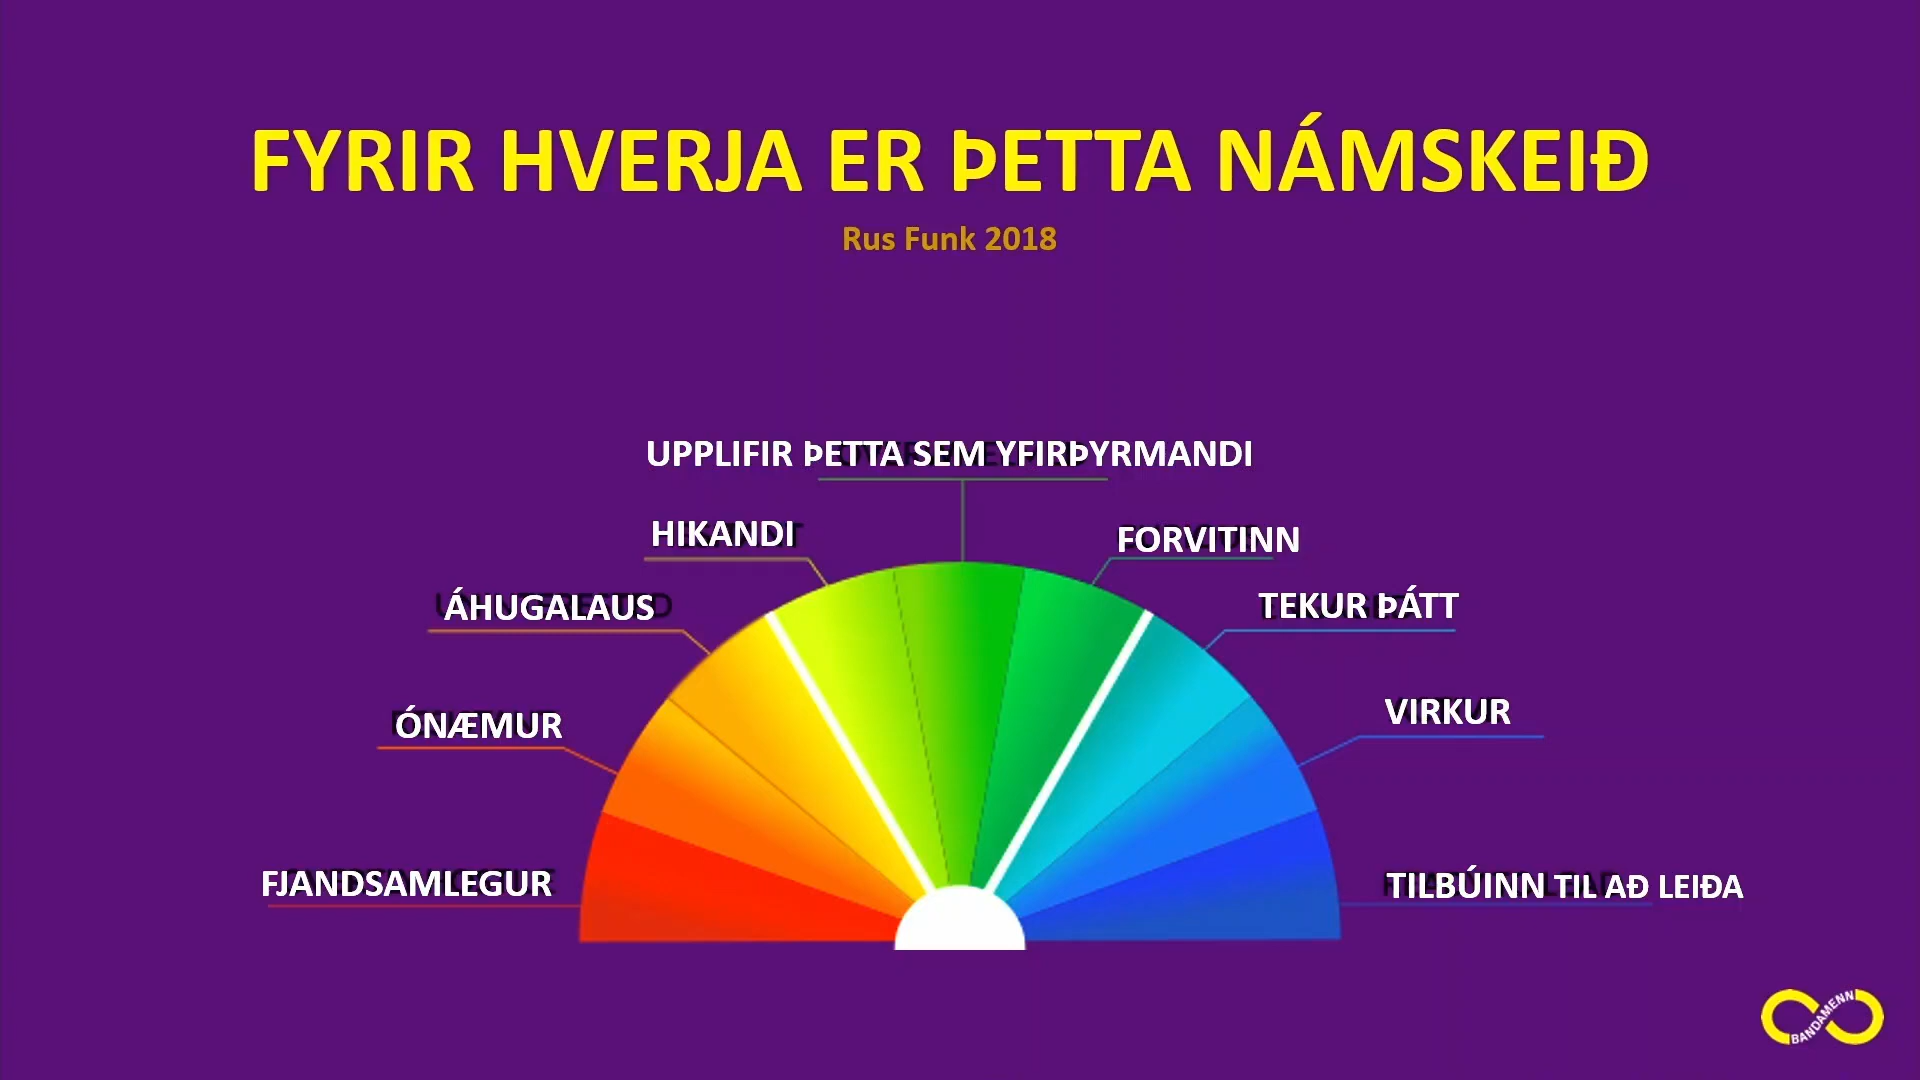 FYRIR HVERJA ER ÞETTA NÁMSKEIÐ
Rus Funk 2018
UPPLIFIR ÞETTA SEM YFIRÞYRMANDI
HIKANDI
FORVITINN
ÁHUGALAUS
TEKUR ÞÁTT
ÓNÆMUR
VIRKUR
FJANDSAMLEGUR
TILBÚINN TIL AÐ LEIÐA
BANDAMENN